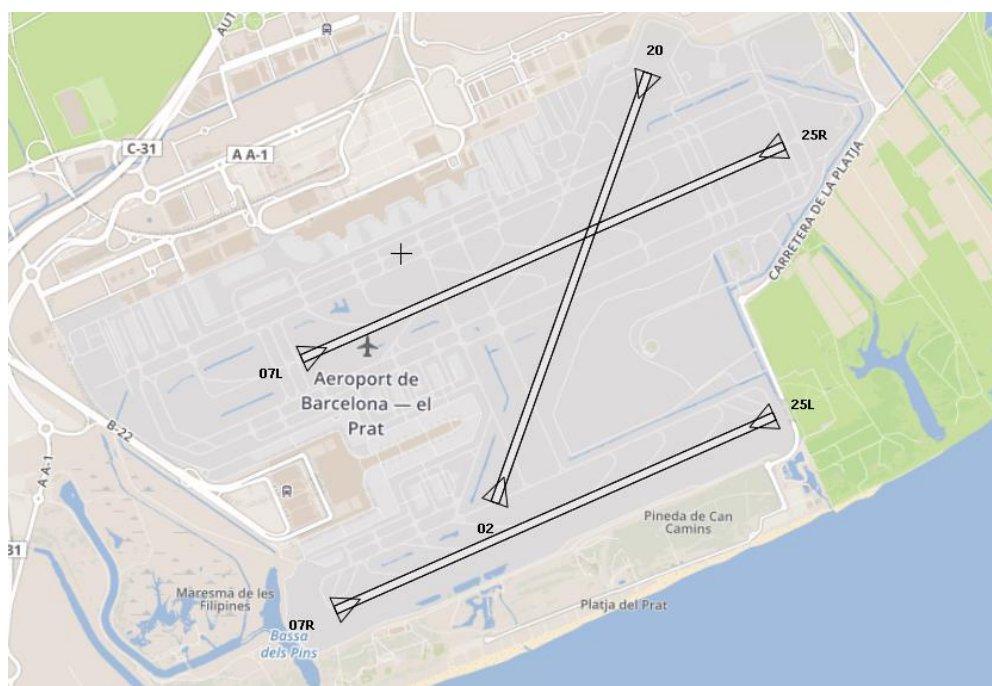 AUT
20
C-31
A A-1
25R
CARRETERA DE LA PLATJA
07L
Aeroport de
Barcelona — el
Prat
25L
B-22
A A-1
02
Pineda de Can
Camins
31
Maresma de les
Filipines
Platja del Prat
07R
Bassa
dels Pins